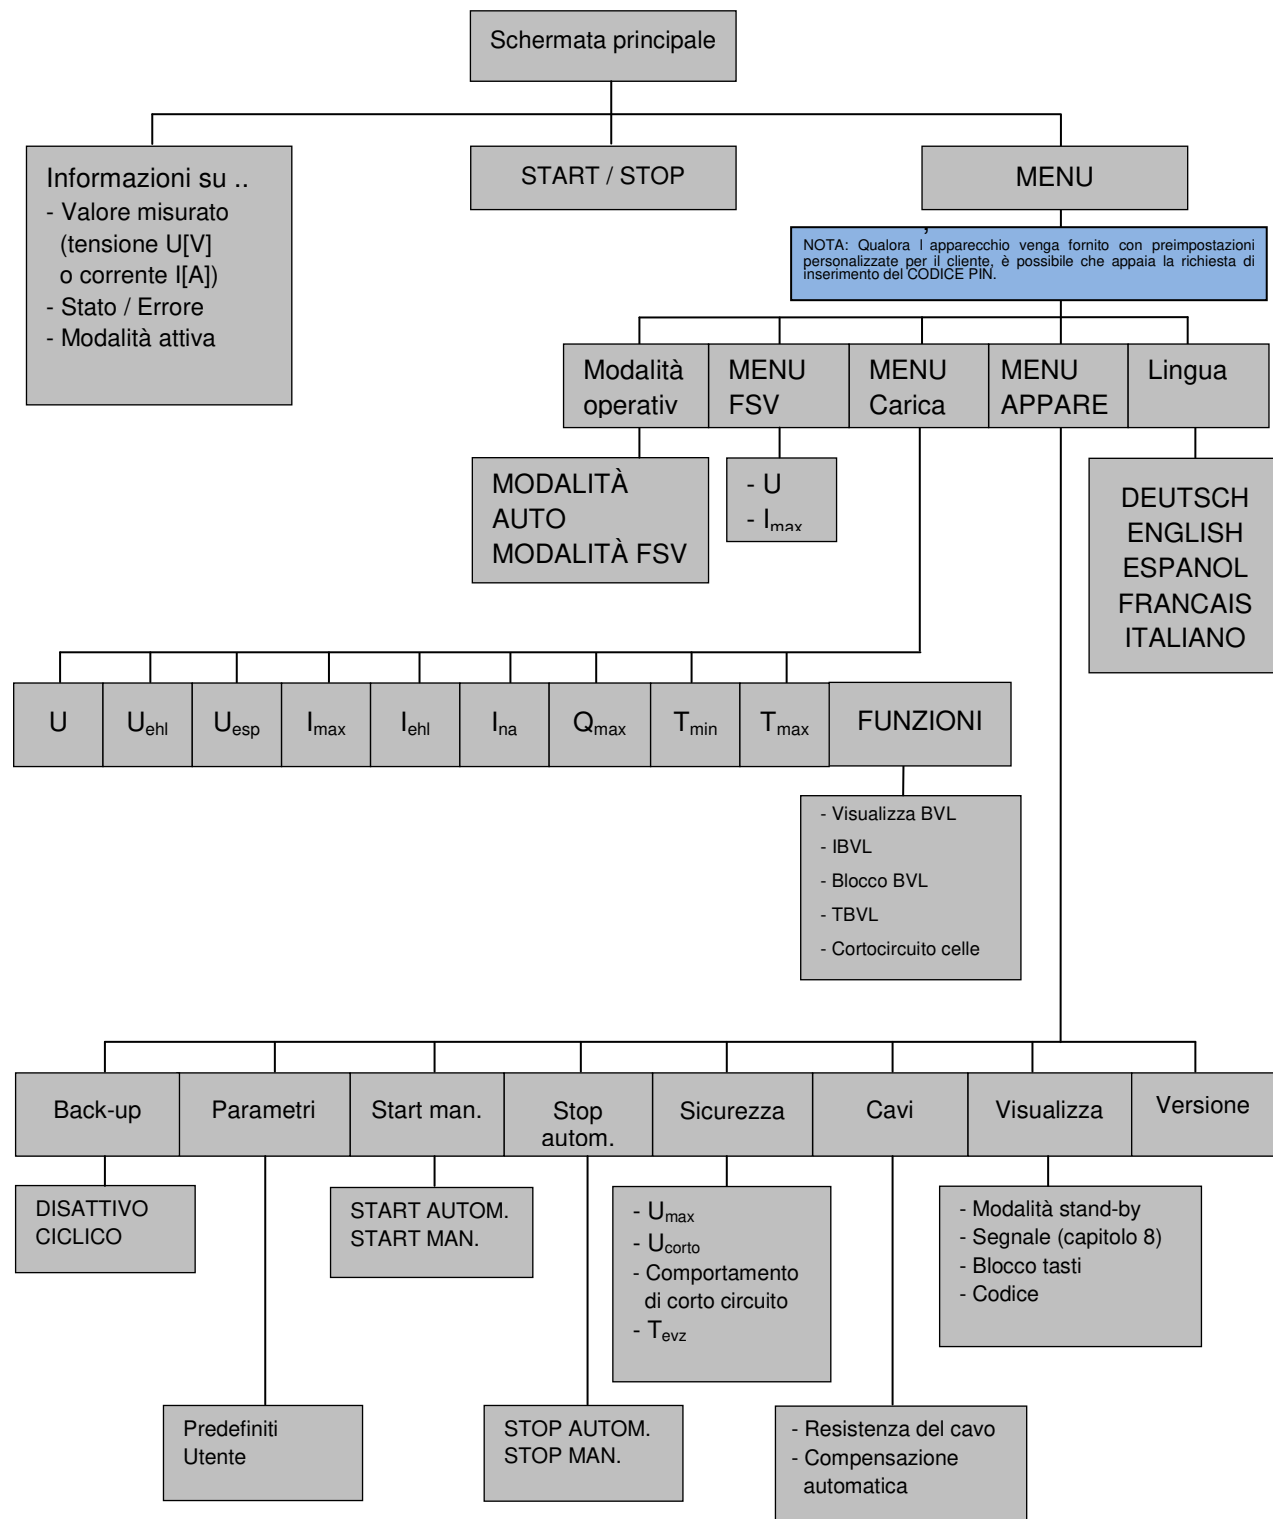 Schermata principale
Informazioni su ..
- Valore misurato
(tensione U[V]
o corrente I[A])
- Stato / Errore
- Modalità attiva
START / STOP
MENU
NOTA: Qualora l'apparecchio venga fornito con preimpostazioni
personalizzate per il cliente, è possibile che appaia la richiesta di
inserimento del CODICE PIN.
Modalità
operativ
MENU
FSV
MENU
Carica
MENU
APPARE
Lingua
MODALITÀ
AUTO
MODALITÀ FSV
- U
- Imax
DEUTSCH
ENGLISH
ESPANOL
FRANCAIS
ITALIANO
U
Uehl
Uesp
Imax
Iehl
Ina
Qmax
Tmin
Tmax
FUNZIONI
- Visualizza BVL
- IBVL
- Blocco BVL
- TBVL
- Cortocircuito celle
Back-up
Parametri
Start man.
Stop
autom.
Sicurezza
Cavi
Visualizza
Versione
DISATTIVO
CICLICO
START AUTOM.
START MAN.
- Umax
- Ucorto
- Comportamento
di corto circuito
- Tevz
- Modalità stand-by
- Segnale (capitolo 8)
- Blocco tasti
- Codice
Predefiniti
Utente
STOP AUTOM.
STOP MAN.
- Resistenza del cavo
- Compensazione
automatica